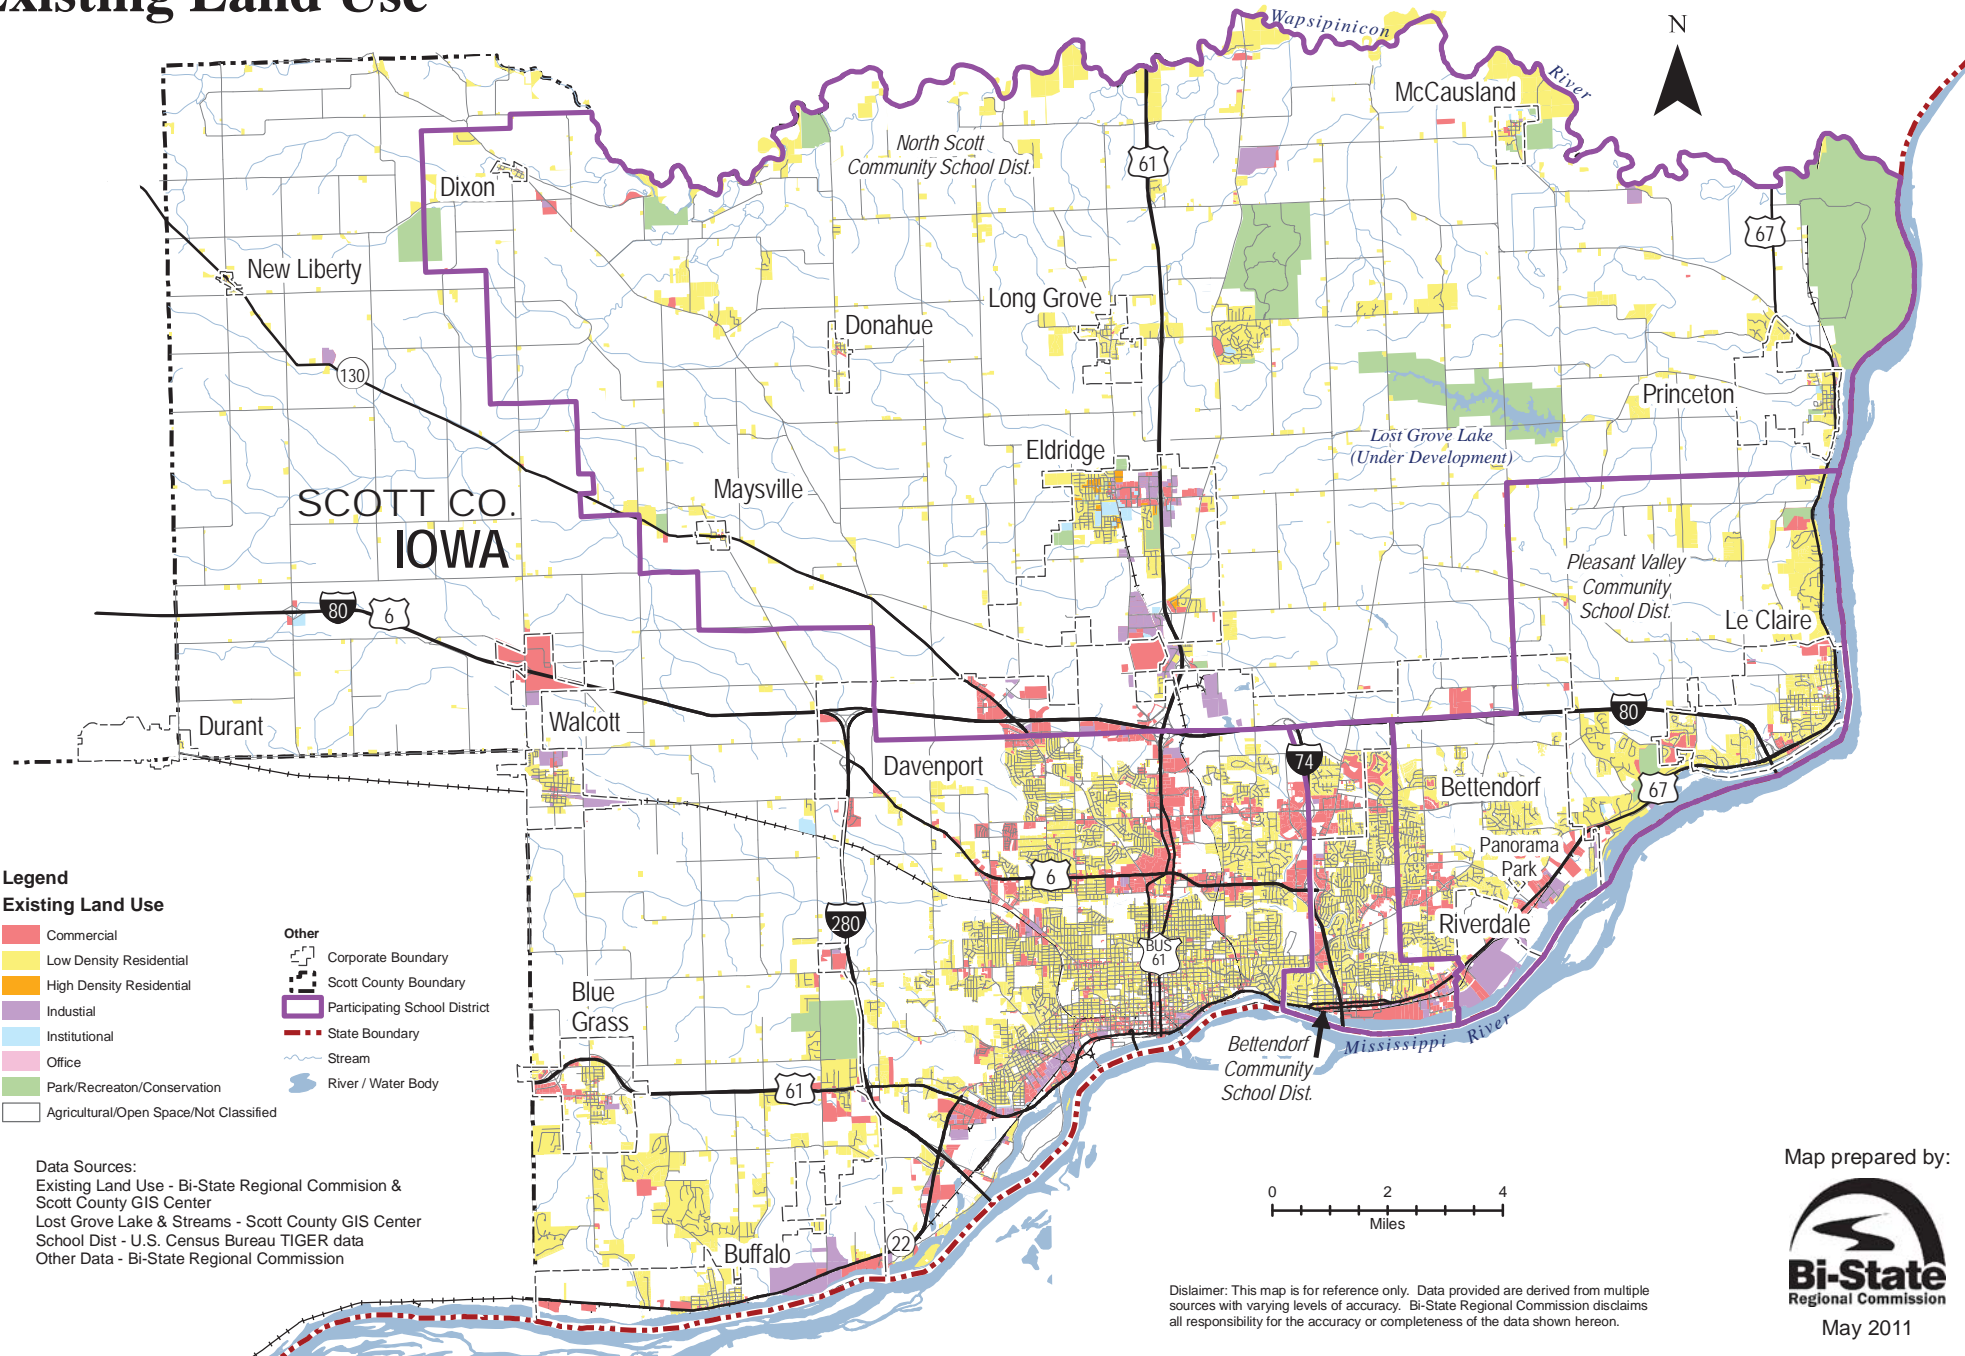 Existing Land Use
Wapsipinicon
River
N
McCausland
North Scott
Community School Dist.
61
Dixon
67
New Liberty
Long Grove
Donahue
130
Princeton
Lost Grove Lake
(Under Development)
Eldridge
Maysville
SCOTT CO.
IOWA
Pleasant Valley
Community
School Dist.
80
6
Le Claire
Durant
Walcott
80
Davenport
74
Bettendorf
67
Panorama
Park
6
280
Riverdale
BUS
61
Blue
Grass
Bettendorf
Community
School Dist.
Mississippi River
61
22
Buffalo
Legend
Existing Land Use
Commercial
Low Density Residential
High Density Residential
Industial
Institutional
Office
Park/Recreaton/Conservation
Agricultural/Open Space/Not Classified
Other
Corporate Boundary
Scott County Boundary
Participating School District
State Boundary
Stream
River / Water Body
Data Sources:
Existing Land Use - Bi-State Regional Commision &
Scott County GIS Center
Lost Grove Lake & Streams - Scott County GIS Center
School Dist - U.S. Census Bureau TIGER data
Other Data - Bi-State Regional Commission
0 2 4
Miles
Dislaimer: This map is for reference only. Data provided are derived from multiple
sources with varying levels of accuracy. Bi-State Regional Commission disclaims
all responsibility for the accuracy or completeness of the data shown hereon.
Map prepared by:
Bi-State
Regional Commission
May 2011